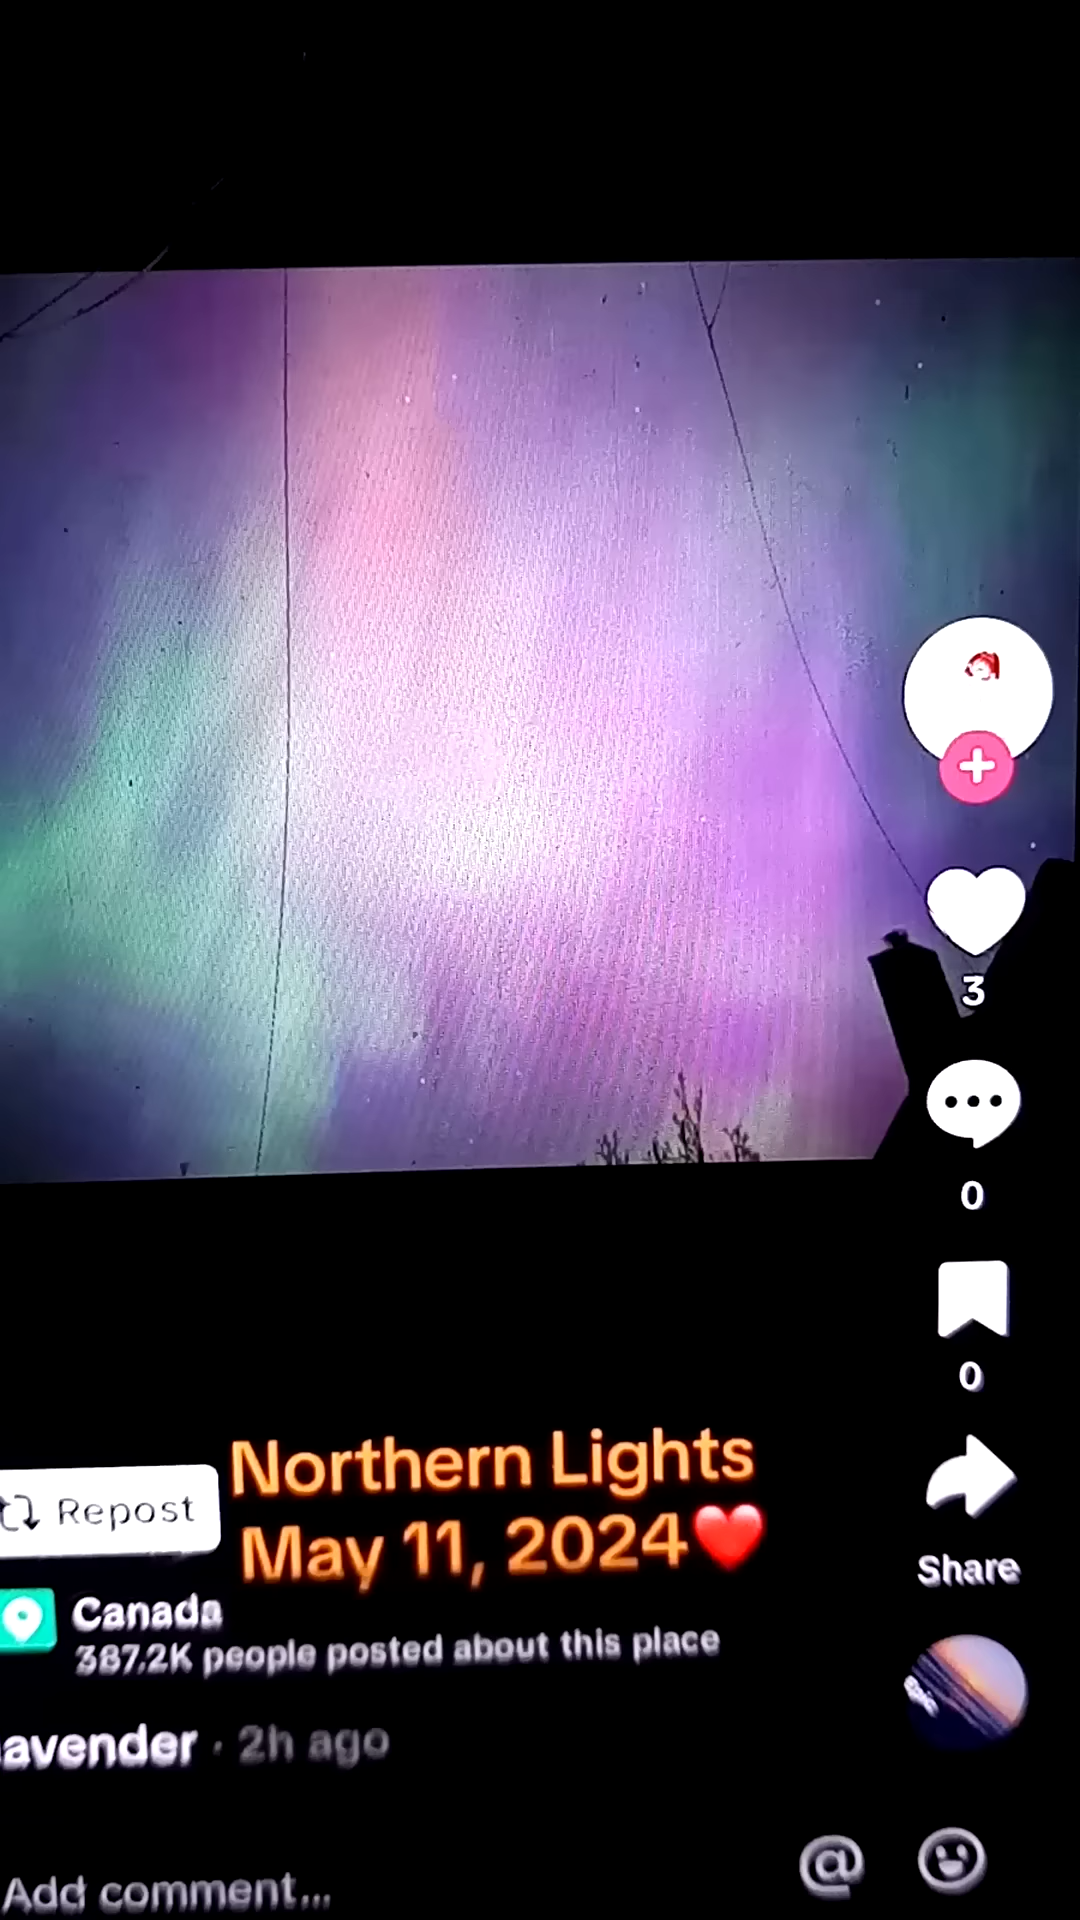 3
0
0
Northern Lights
May 11, 2024
Repost
Share
Canada
387.2K people posted about this place
avender · 2h ago
Add comment...
@